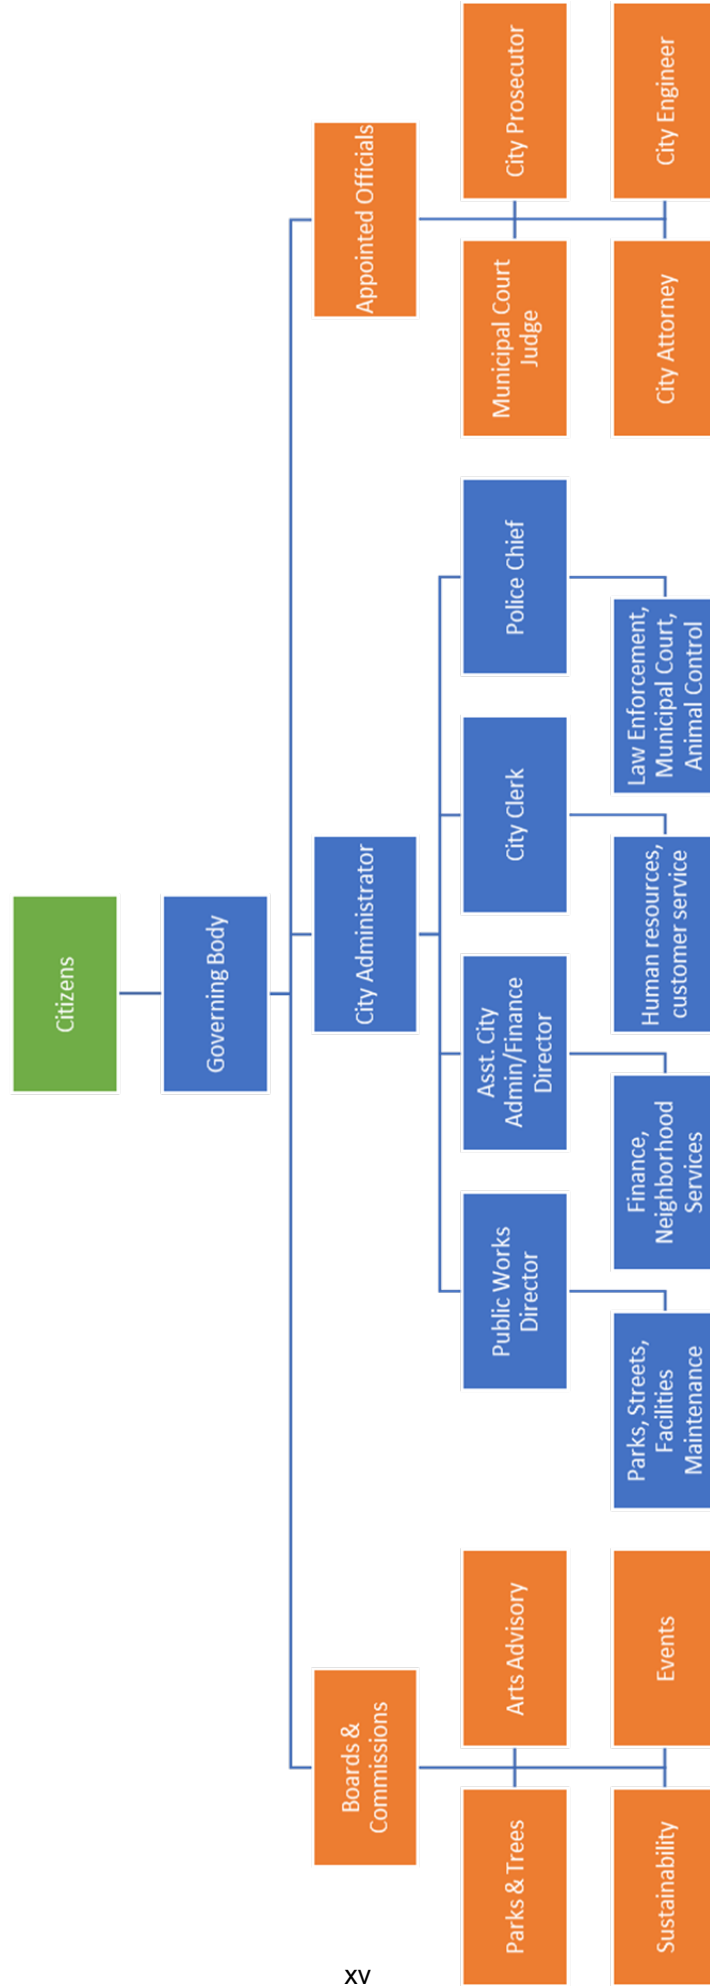 Citizens
Governing Body
Boards &
Commissions
City Administrator
Appointed Officials
Parks & Trees
Arts Advisory
Public Works
Director
Asst. City
Admin/Finance
Director
City Clerk
Police Chief
Municipal Court
Judge
City Prosecutor
Sustainability
Events
Parks, Streets,
Facilities
Maintenance
Finance,
Neighborhood
Services
Human resources,
customer service
Law Enforcement,
Municipal Court,
Animal Control
City Attorney
City Engineer
xv